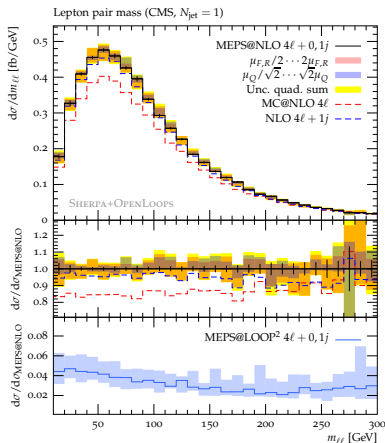 Lepton pair mass (CMS, N_jet = 1)
dσ/dm_ℓℓ [fb/GeV]
MEPS@NLO 4ℓ + 0,1j
μ_F,R/2 ⋯ 2μ_F,R
μ_Q/√2 ⋯ √2μ_Q
Unc. quad. sum
MC@NLO 4ℓ
NLO 4ℓ + 1j
0.5
0.4
0.3
0.2
0.1
0
SHERPA+OPENLOOPS
dσ/dσ_MEPS@NLO
1.2
1.1
1.0
0.9
0.8
dσ/dσ_MEPS@NLO
MEPS@LOOP² 4ℓ + 0,1j
0.08
0.06
0.04
0.02
50 100 150 200 250 300
m_ℓℓ [GeV]